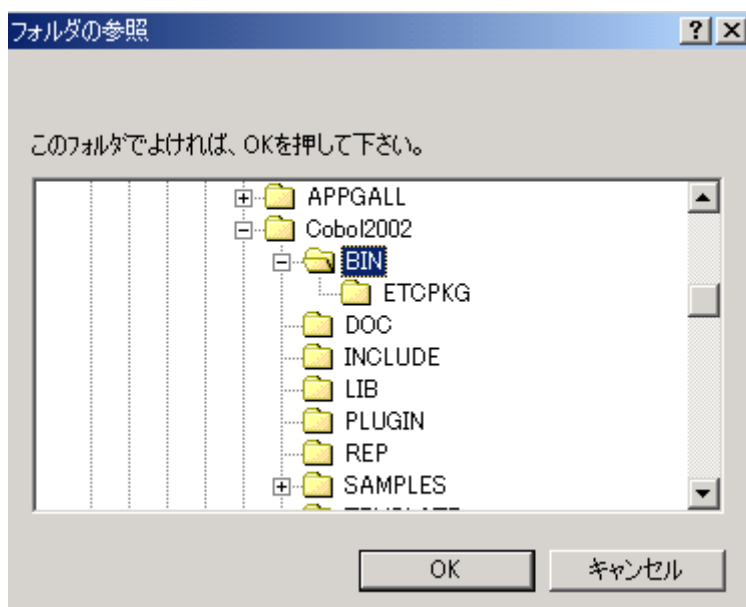 フォルダの参照
このフォルダでよければ、OKを押して下さい。
APPGALL
Cobol2002
BIN
ETCPKG
DOC
INCLUDE
LIB
PLUGIN
REP
SAMPLES
OK
キャンセル